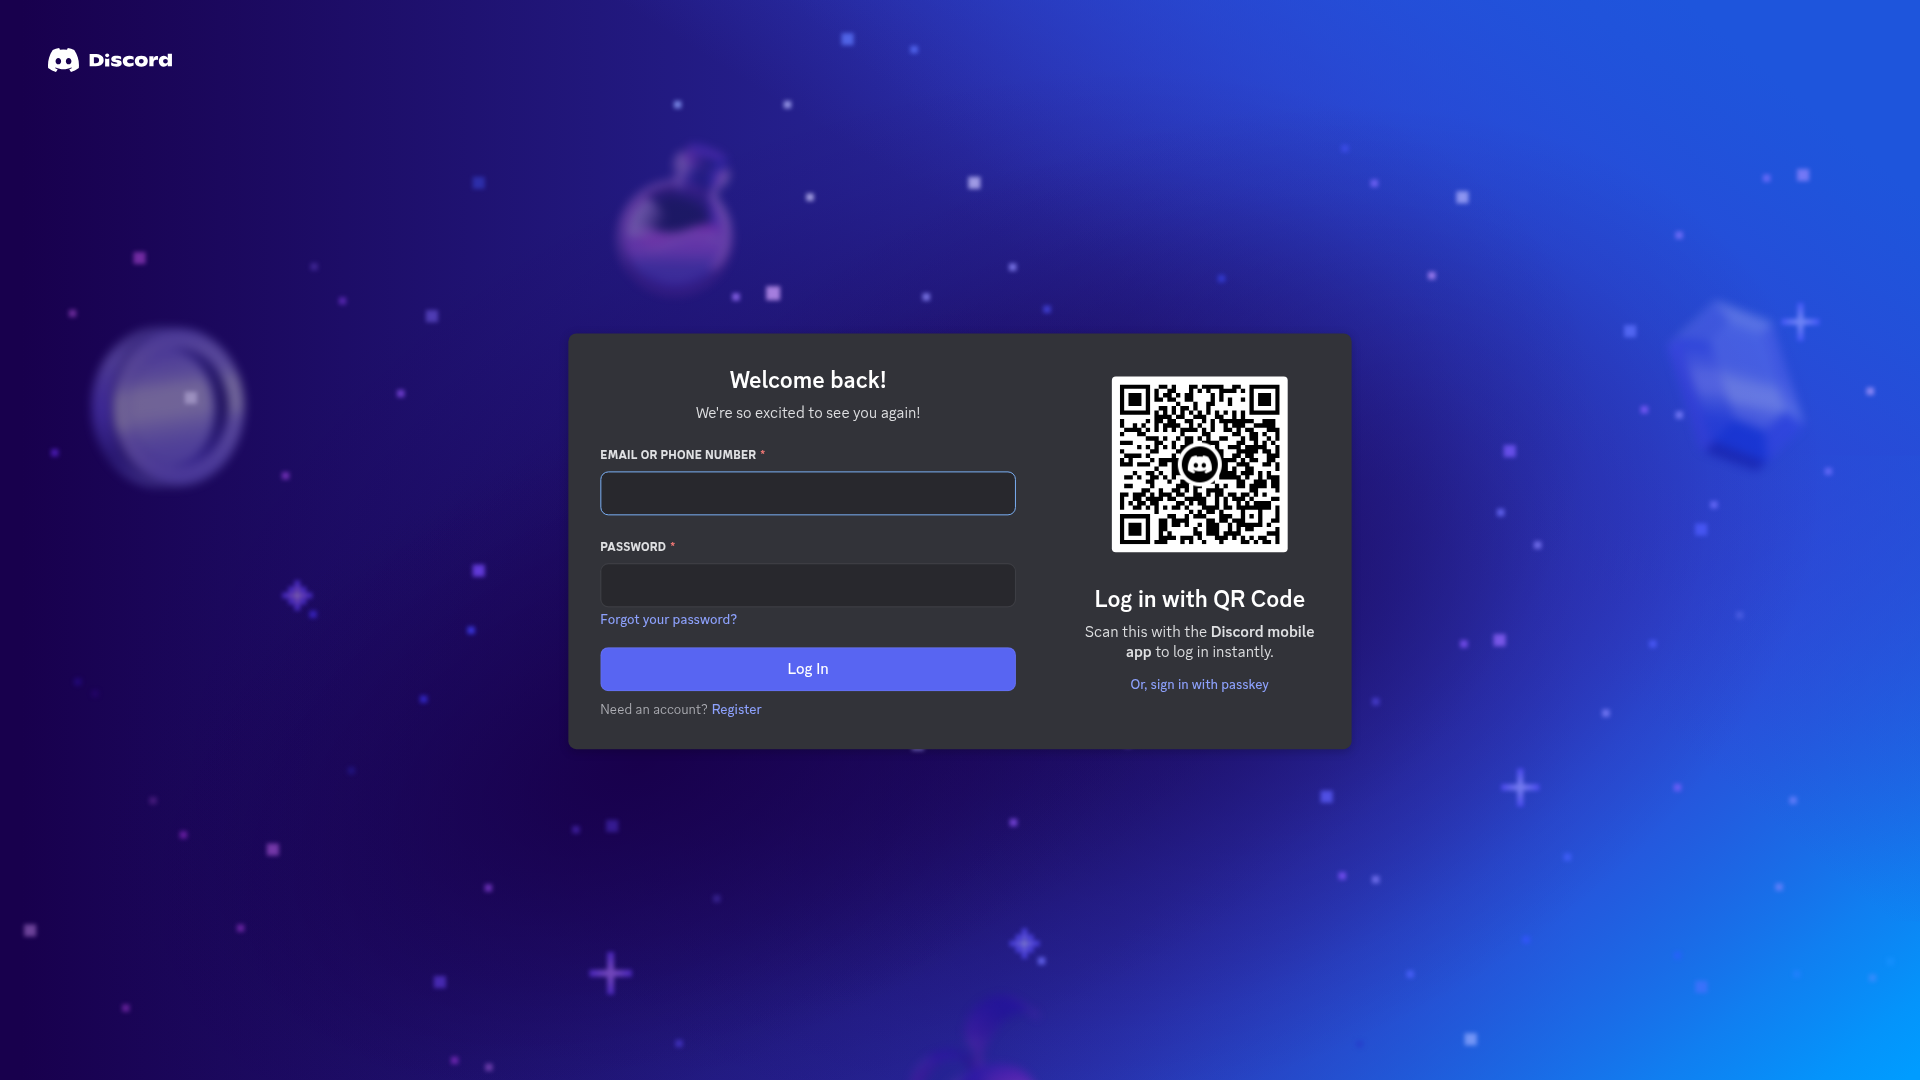 Discord
Welcome back!
We're so excited to see you again!
EMAIL OR PHONE NUMBER *
PASSWORD *
Forgot your password?
Log In
Need an account? Register
Log in with QR Code
Scan this with the Discord mobile
app to log in instantly.
Or, sign in with passkey